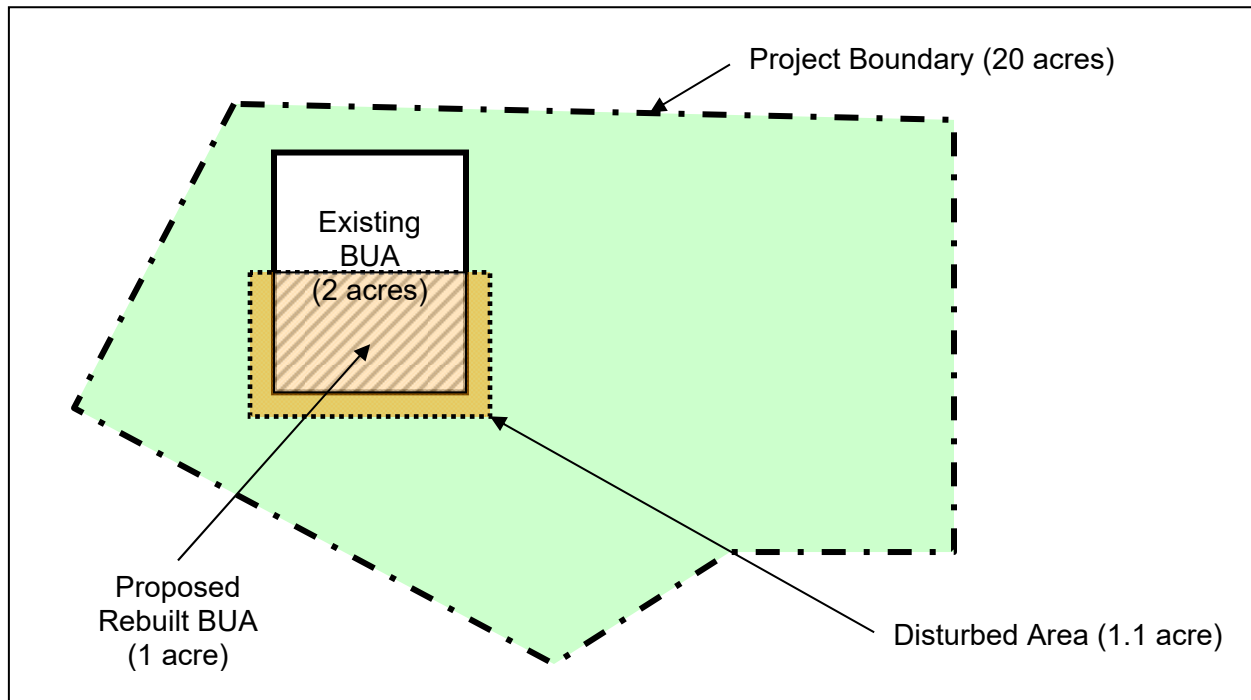 Project Boundary (20 acres)
Existing
BUA
(2 acres)
Proposed
Rebuilt BUA
(1 acre)
Disturbed Area (1.1 acre)